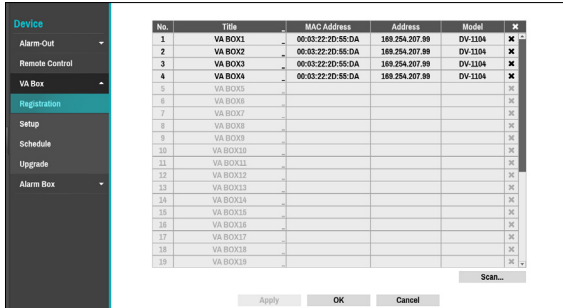 Device
Alarm-Out
Remote Control
VA Box
Registration
Setup
Schedule
Upgrade
Alarm Box
No. Title ... MAC Address Address Model ✖
1 VA BOX1 ... 00:03:22:2D:55:DA 169.254.207.99 DV-1104 ✖
2 VA BOX2 ... 00:03:22:2D:55:DA 169.254.207.99 DV-1104 ✖
3 VA BOX3 ... 00:03:22:2D:55:DA 169.254.207.99 DV-1104 ✖
4 VA BOX4 ... 00:03:22:2D:55:DA 169.254.207.99 DV-1104 ✖
5 VA BOX5 ... ✖
6 VA BOX6 ... ✖
7 VA BOX7 ... ✖
8 VA BOX8 ... ✖
9 VA BOX9 ... ✖
10 VA BOX10 ... ✖
11 VA BOX11 ... ✖
12 VA BOX12 ... ✖
13 VA BOX13 ... ✖
14 VA BOX14 ... ✖
15 VA BOX15 ... ✖
16 VA BOX16 ... ✖
17 VA BOX17 ... ✖
18 VA BOX18 ... ✖
19 VA BOX19 ... ✖
Scan...
Apply OK Cancel